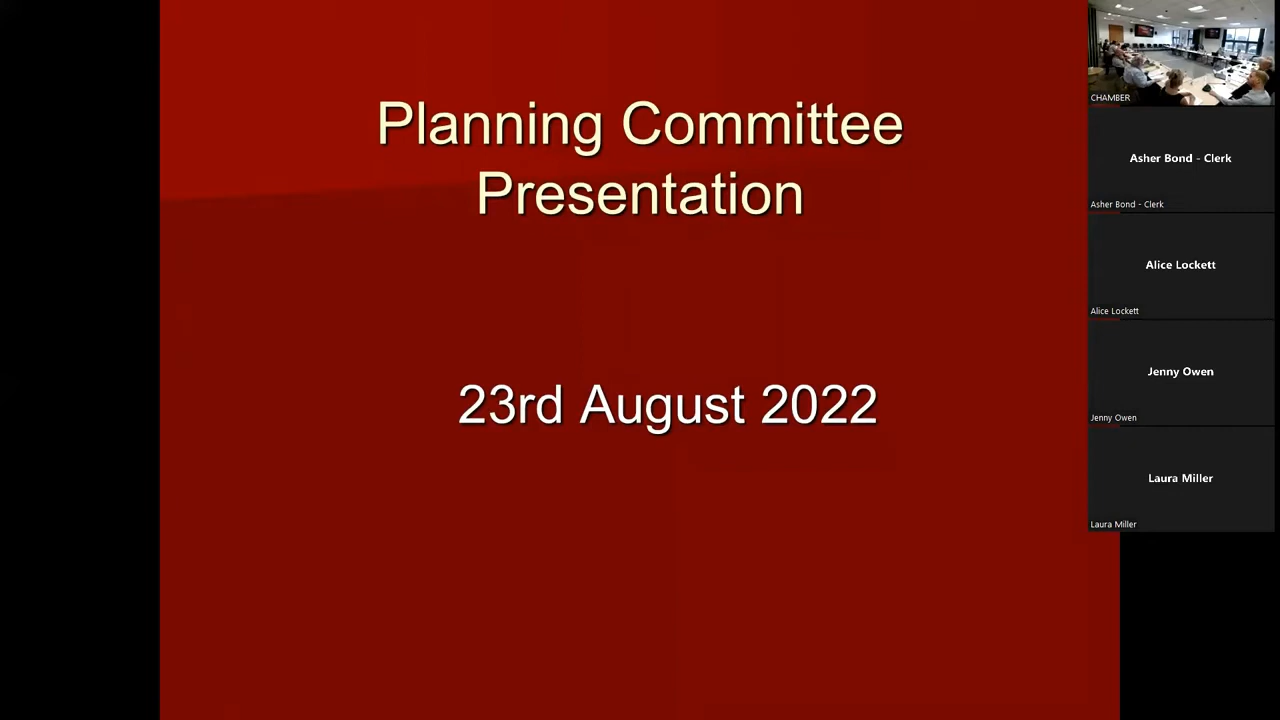 Planning Committee
Presentation
23rd August 2022
CHAMBER
Asher Bond - Clerk
Asher Bond - Clerk
Alice Lockett
Alice Lockett
Jenny Owen
Jenny Owen
Laura Miller
Laura Miller